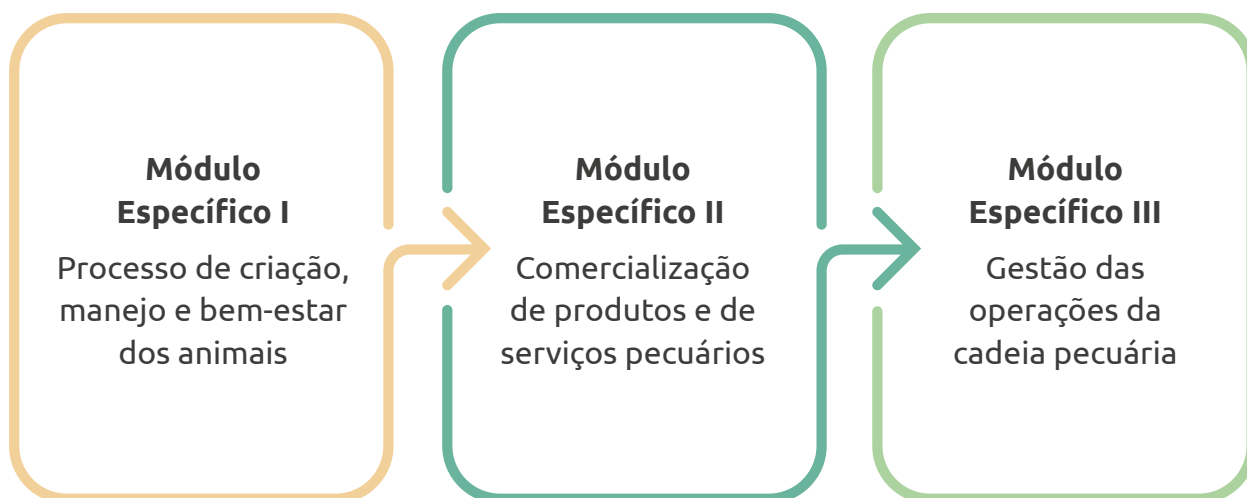 Módulo
Específico I
Processo de criação,
manejo e bem-estar
dos animais
Módulo
Específico II
Comercialização
de produtos e de
serviços pecuários
Módulo
Específico III
Gestão das
operações da
cadeia pecuária